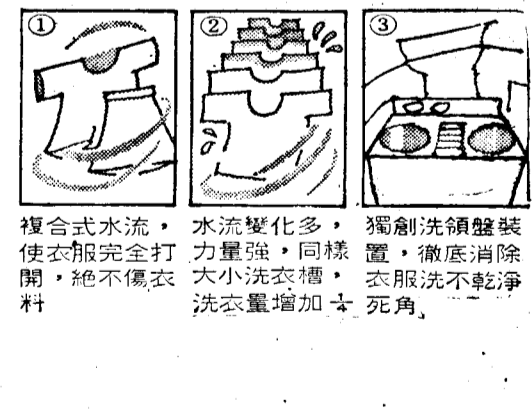 ①
複合式水流，
使衣服完全打
開，絕不傷衣
料
②
水流變化多，
力量強，同樣
大小洗衣槽，
洗衣量增加¼
③
獨創洗領盤裝
置，徹底消除
衣服洗不乾淨
死角